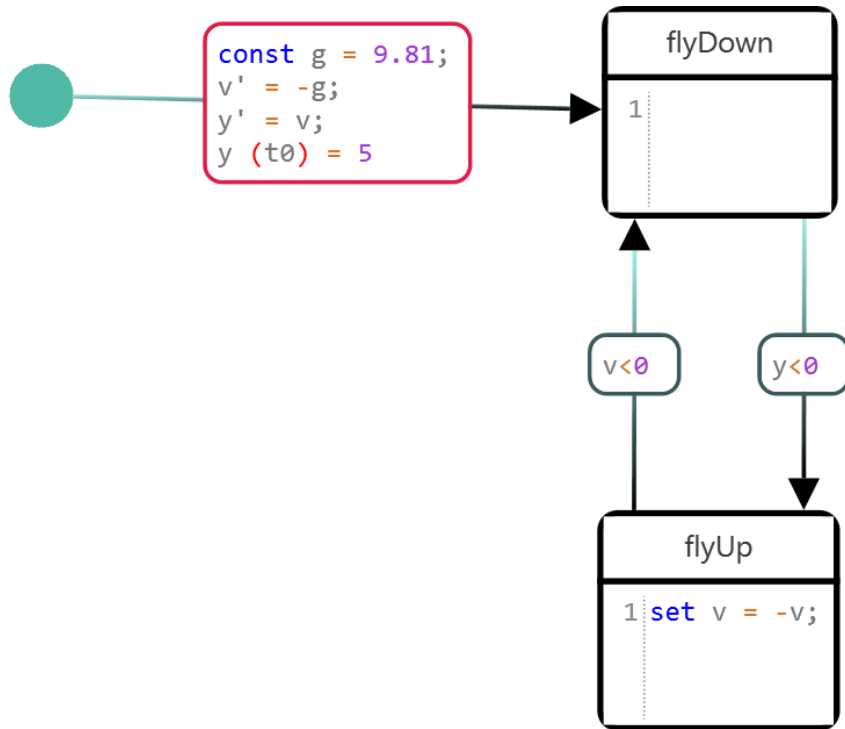 const g = 9.81;
v' = -g;
y' = v;
y (t0) = 5
flyDown
1
v<0
y<0
flyUp
1 set v = -v;